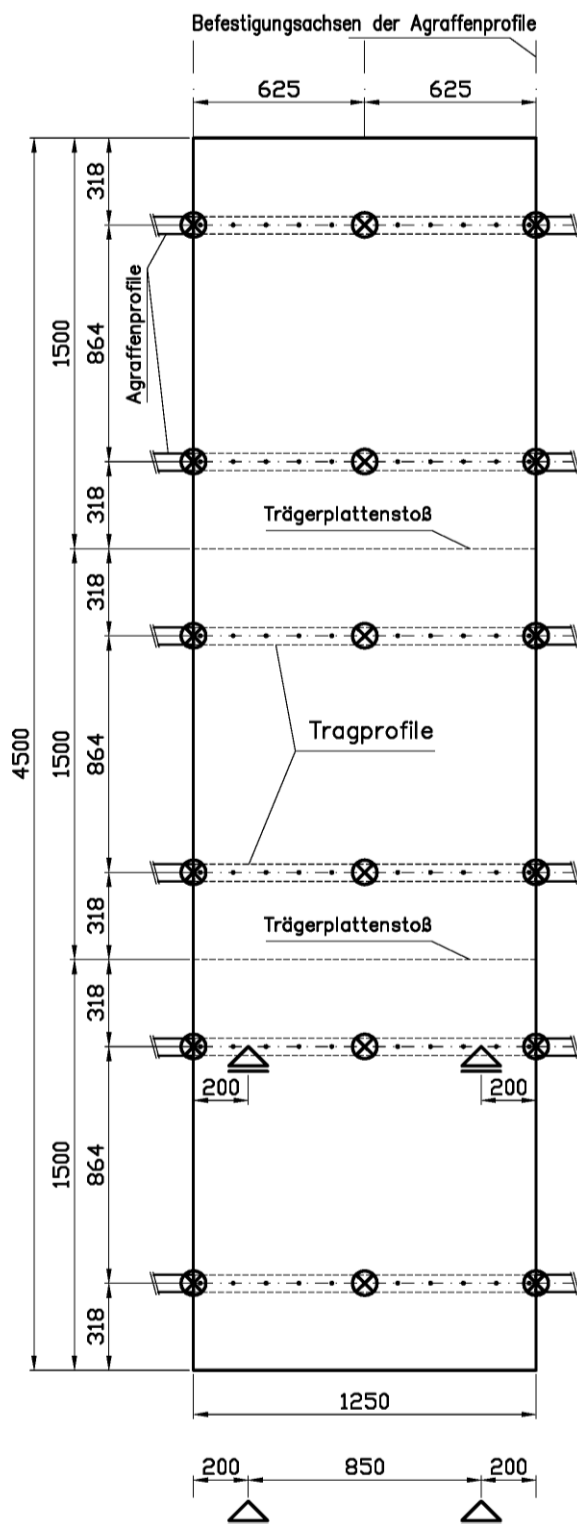 Befestigungsachsen der Agraffenprofile
625 625
318
Agraffenprofile
864
1500
318
Trägerplattenstoß
318
Tragprofile
4500
1500
864
318
Trägerplattenstoß
318
200 200
1500
864
318
1250
200 850 200